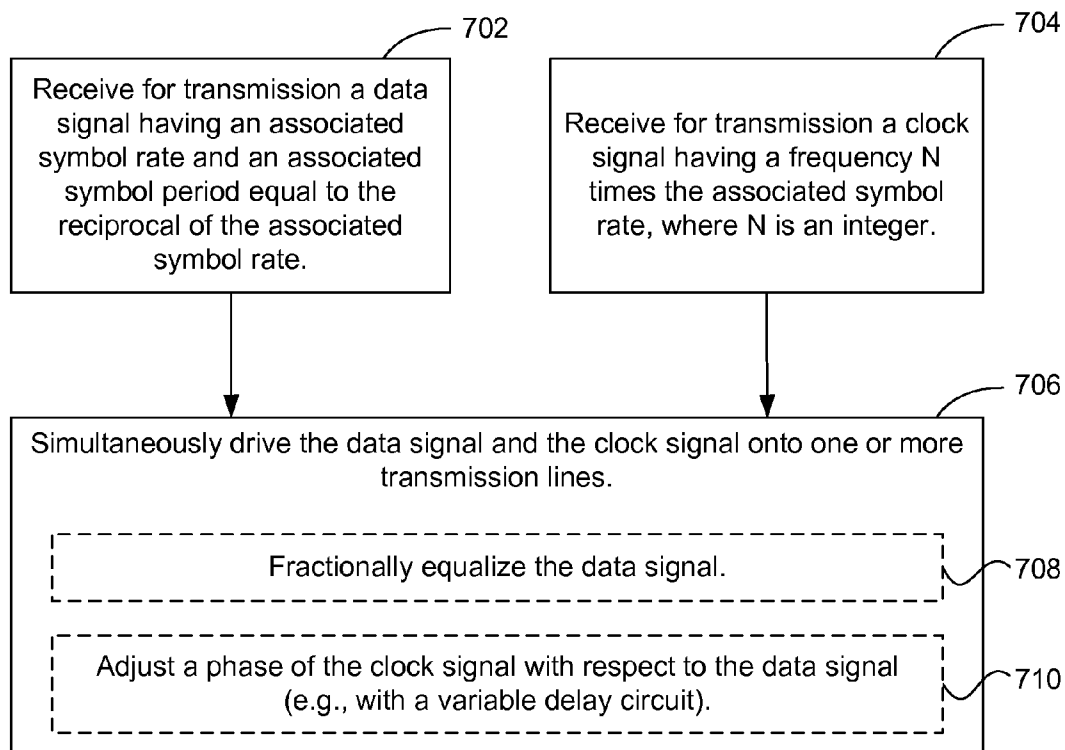 702
Receive for transmission a data
signal having an associated
symbol rate and an associated
symbol period equal to the
reciprocal of the associated
symbol rate.
704
Receive for transmission a clock
signal having a frequency N
times the associated symbol
rate, where N is an integer.
706
Simultaneously drive the data signal and the clock signal onto one or more
transmission lines.
Fractionally equalize the data signal.
708
Adjust a phase of the clock signal with respect to the data signal
(e.g., with a variable delay circuit).
710